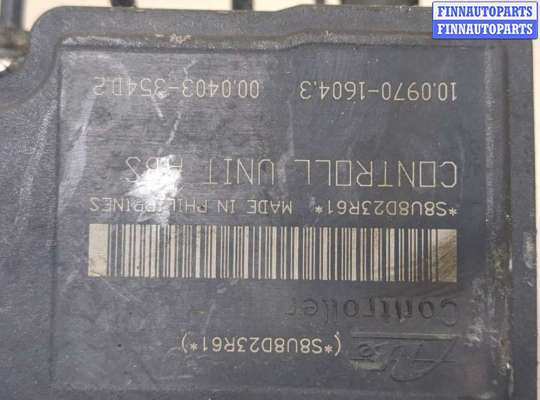 FINNAUTOPARTS
FINNAUTOPARTS
(*S8U8D23R61*)
Ate
Controller
*S8U8D23R61* MADE IN PHILIPPINES
CONTROLL UNIT ABS
10.0970-1604.3 00.0403-354D.2